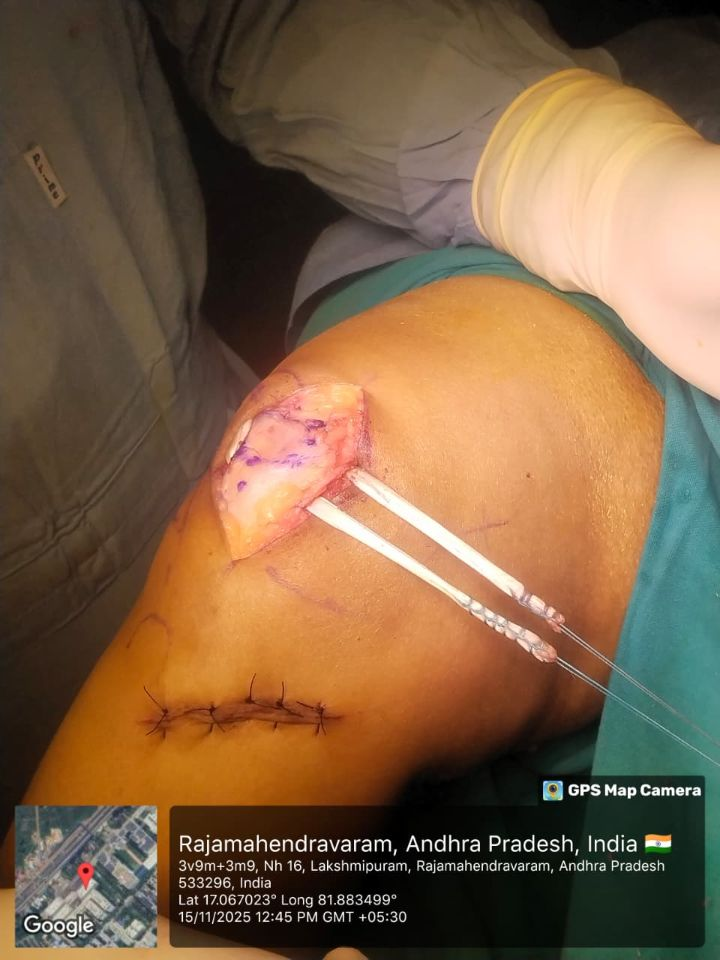 GPS Map Camera
Rajamahendravaram, Andhra Pradesh, India
3v9m+3m9, Nh 16, Lakshmipuram, Rajamahendravaram, Andhra Pradesh
533296, India
Lat 17.067023° Long 81.883499°
15/11/2025 12:45 PM GMT +05:30
Google